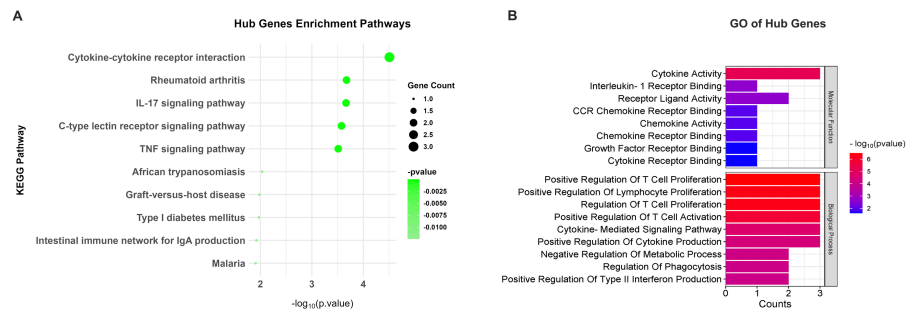 A
Hub Genes Enrichment Pathways
KEGG Pathway
Cytokine-cytokine receptor interaction
Rheumatoid arthritis
IL-17 signaling pathway
C-type lectin receptor signaling pathway
TNF signaling pathway
African trypanosomiasis
Graft-versus-host disease
Type I diabetes mellitus
Intestinal immune network for IgA production
Malaria
2 3 4
-log10(p.value)
Gene Count
1.0
1.5
2.0
2.5
3.0
-pvalue
-0.0025
-0.0050
-0.0075
-0.0100
B
GO of Hub Genes
Cytokine Activity
Interleukin- 1 Receptor Binding
Receptor Ligand Activity
CCR Chemokine Receptor Binding
Chemokine Activity
Chemokine Receptor Binding
Growth Factor Receptor Binding
Cytokine Receptor Binding
Molecular Function
Positive Regulation Of T Cell Proliferation
Positive Regulation Of Lymphocyte Proliferation
Regulation Of T Cell Proliferation
Positive Regulation Of T Cell Activation
Cytokine- Mediated Signaling Pathway
Positive Regulation Of Cytokine Production
Negative Regulation Of Metabolic Process
Regulation Of Phagocytosis
Positive Regulation Of Type II Interferon Production
Biological Process
0 1 2 3
Counts
- log10(pvalue)
6
5
4
3
2